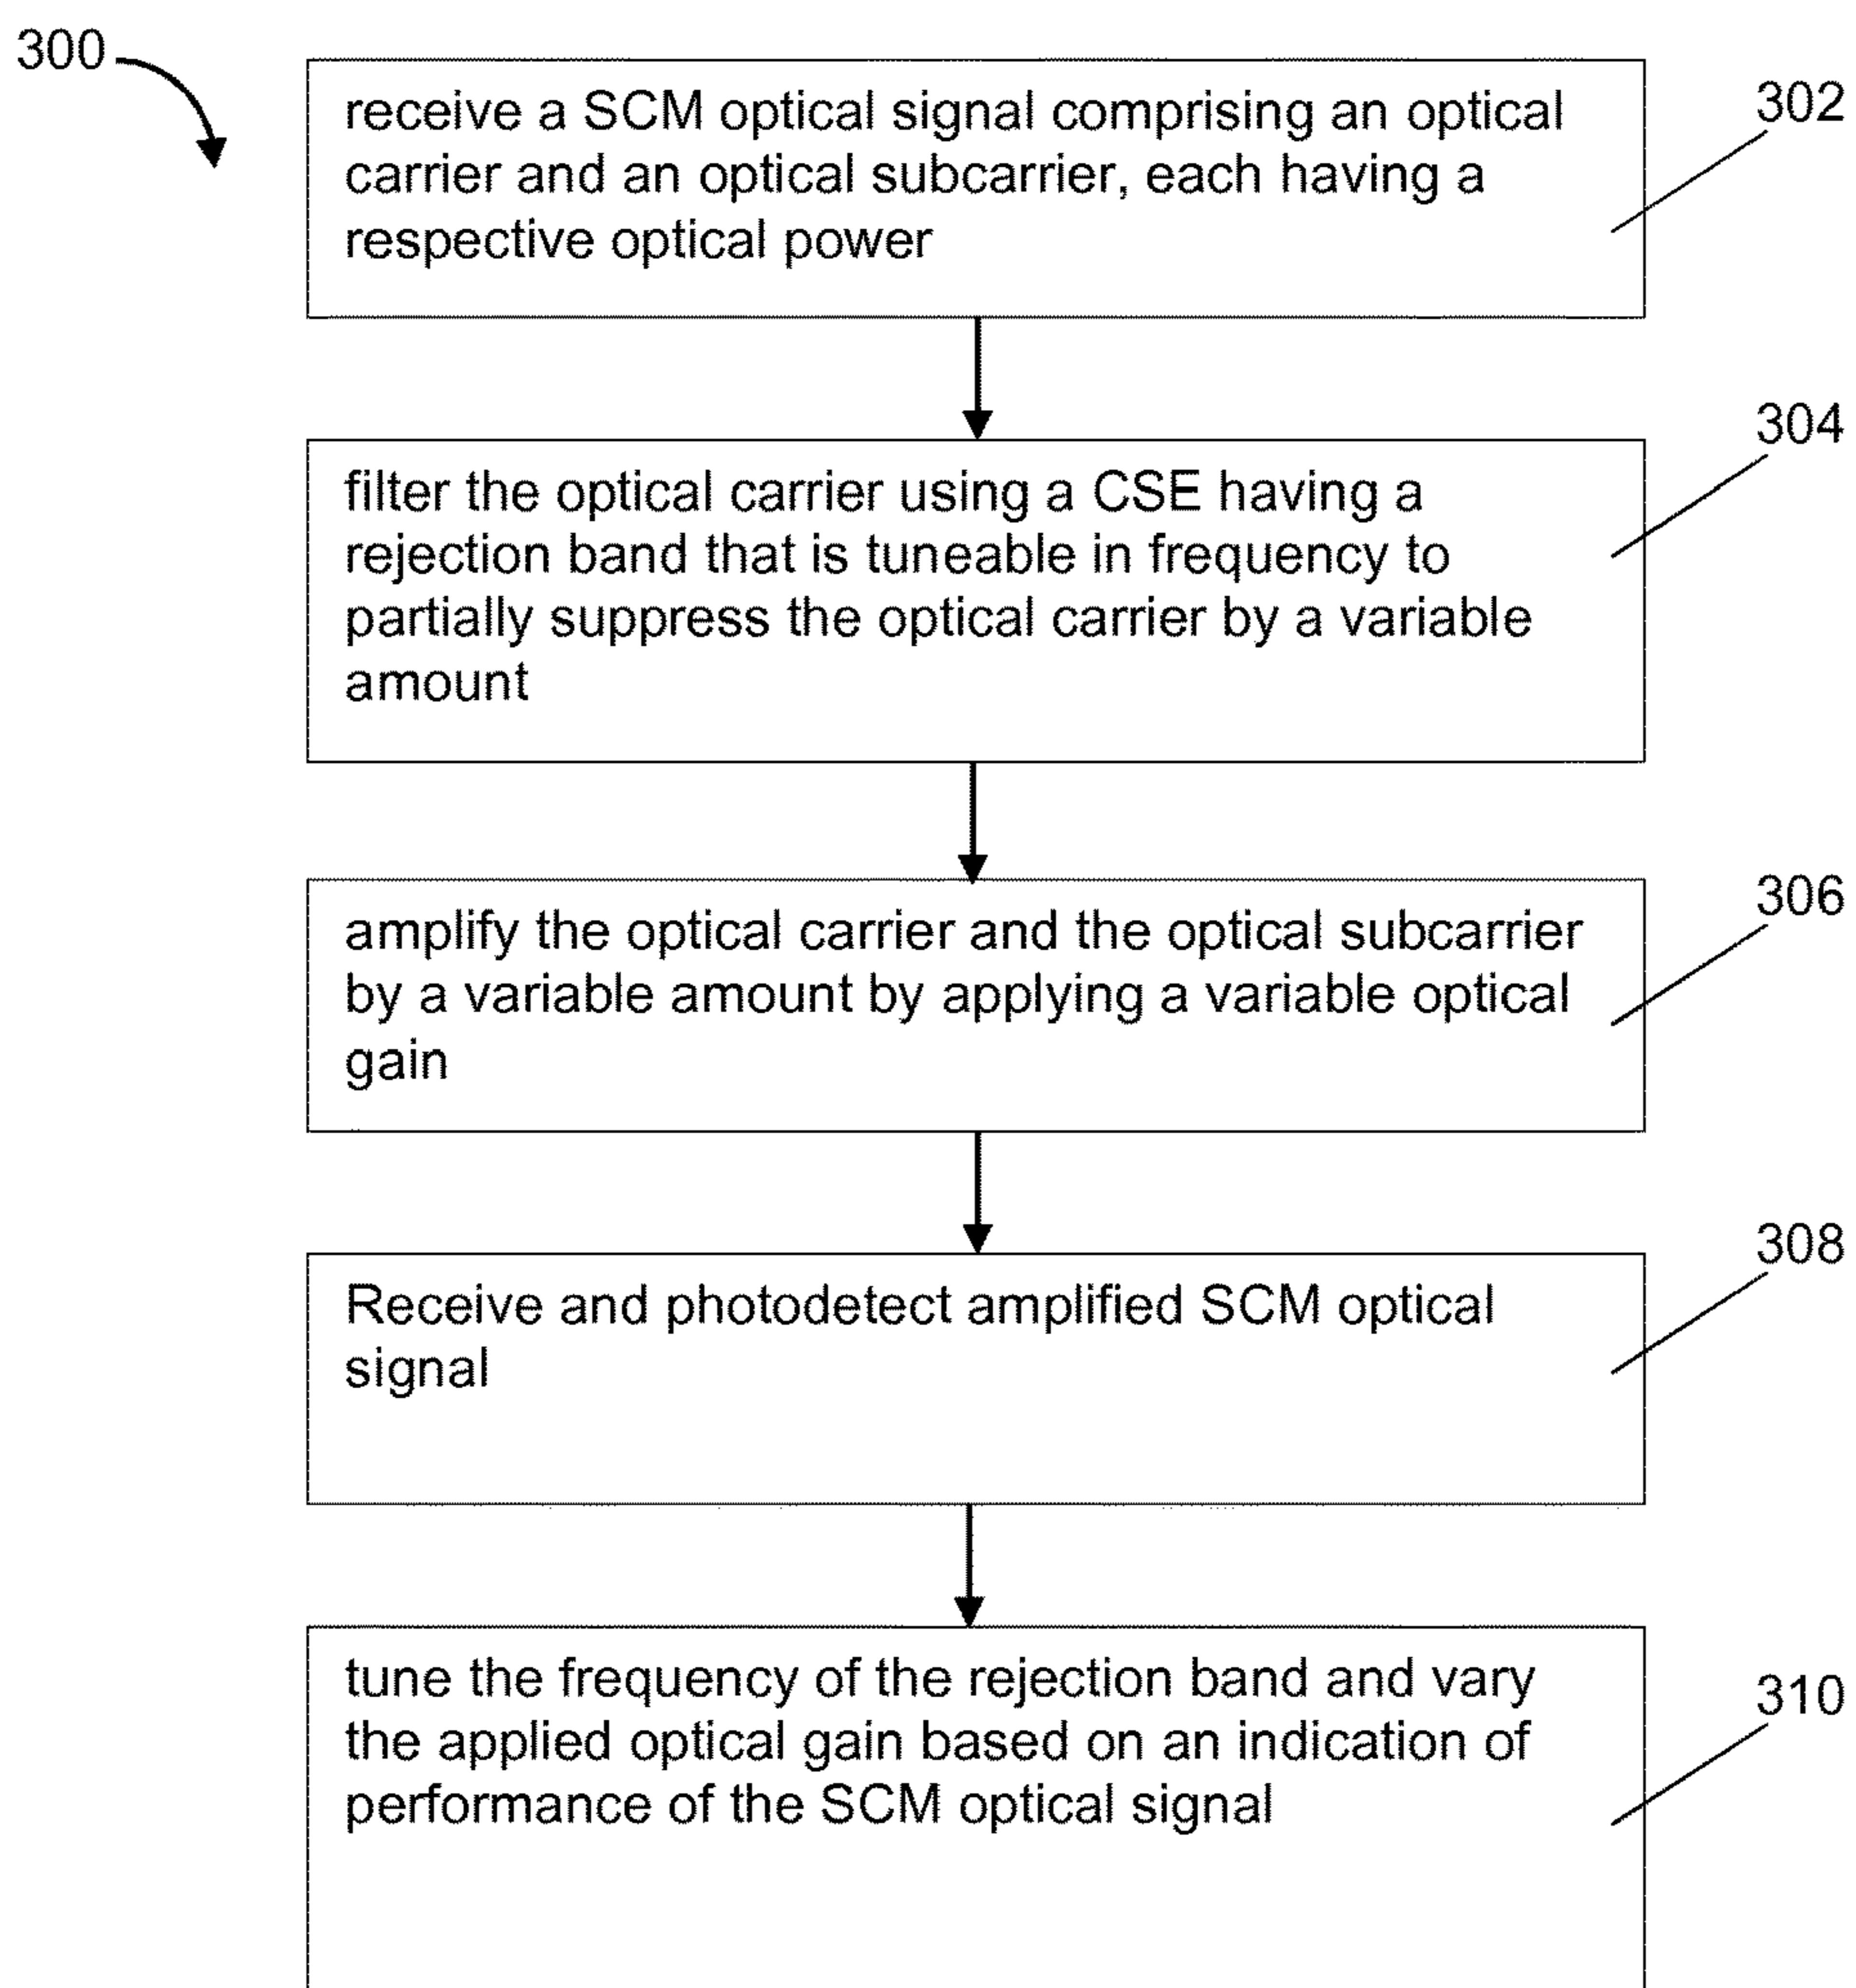 300
receive a SCM optical signal comprising an optical
carrier and an optical subcarrier, each having a
respective optical power
302
filter the optical carrier using a CSE having a
rejection band that is tuneable in frequency to
partially suppress the optical carrier by a variable
amount
304
amplify the optical carrier and the optical subcarrier
by a variable amount by applying a variable optical
gain
306
Receive and photodetect amplified SCM optical
signal
308
tune the frequency of the rejection band and vary
the applied optical gain based on an indication of
performance of the SCM optical signal
310